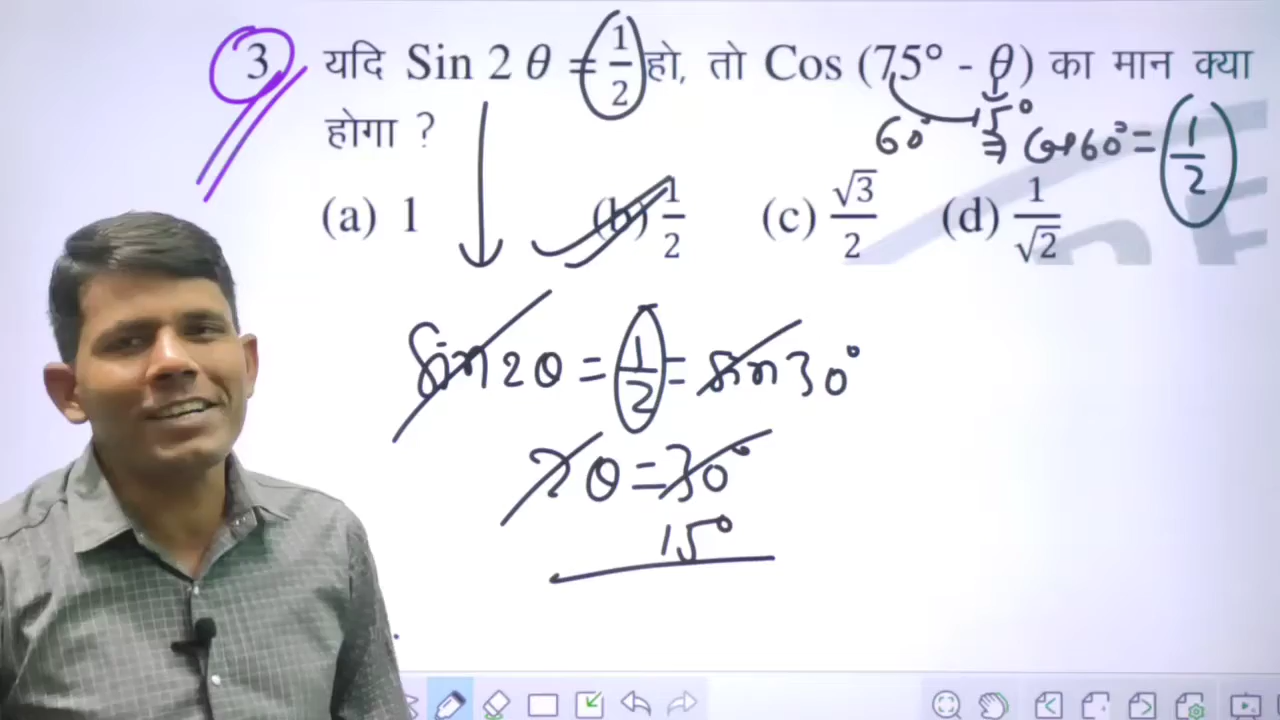 3 यदि Sin 2 θ = 1/2 हो, तो Cos (75° - θ) का मान क्या
होगा ?
15°
60° ⇒ cos60° = 1/2
(a) 1 (b) 1/2 (c) √3/2 (d) 1/√2
sin2θ = 1/2 = sin30°
2θ = 30°
15°